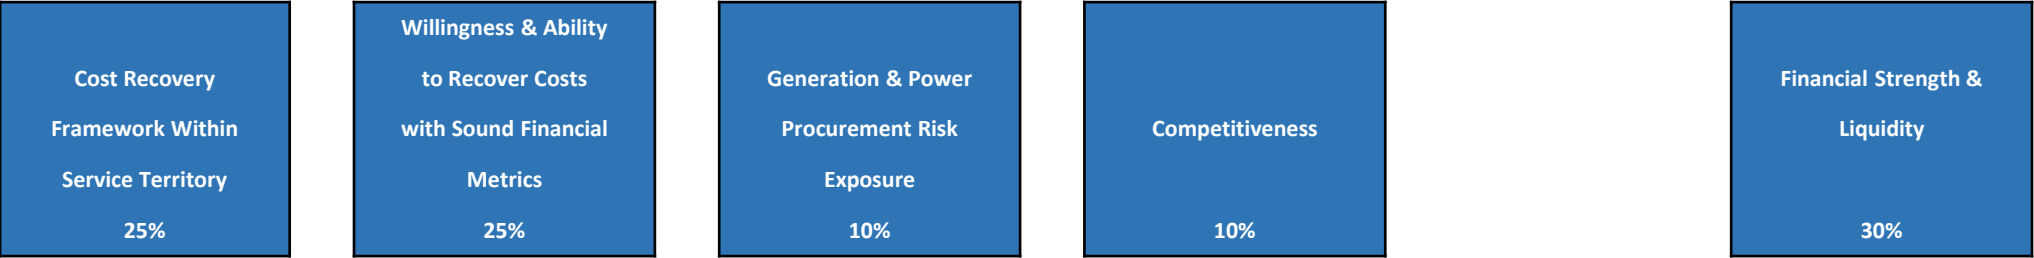 Cost Recovery
Framework Within
Service Territory
25%
Willingness & Ability
to Recover Costs
with Sound Financial
Metrics
25%
Generation & Power
Procurement Risk
Exposure
10%
Competitiveness
10%
Financial Strength &
Liquidity
30%